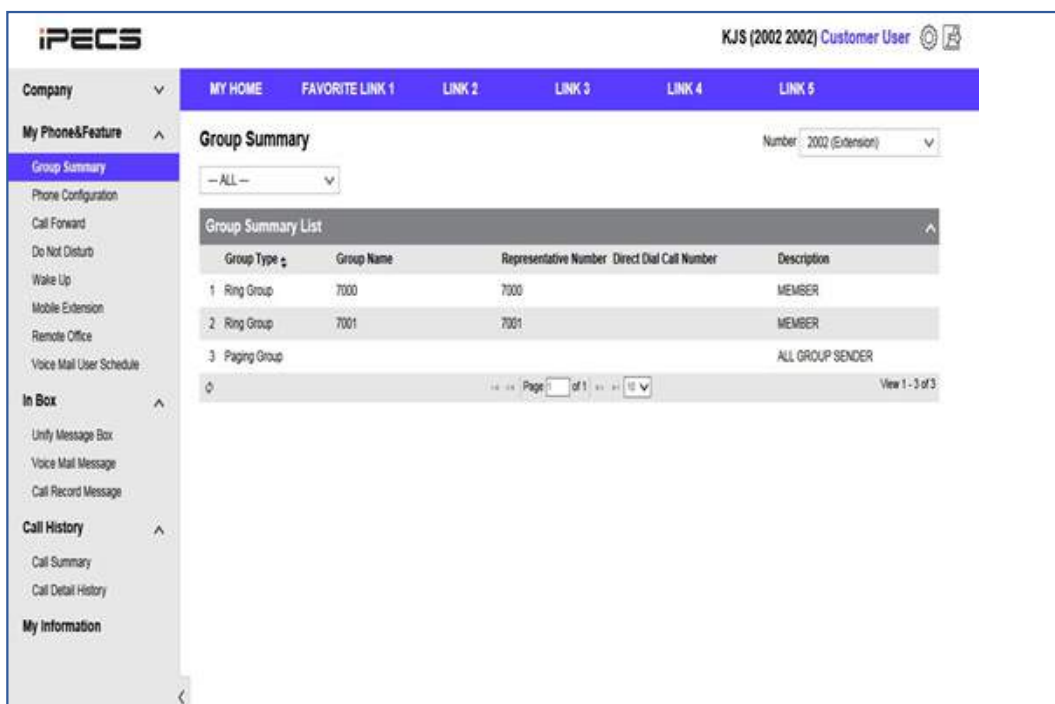 iPECS
KJS (2002 2002) Customer User
Company
My Phone&Feature
Group Summary
Phone Configuration
Call Forward
Do Not Disturb
Wake Up
Mobile Extension
Remote Office
Voice Mail User Schedule
In Box
Unify Message Box
Voice Mail Message
Call Record Message
Call History
Call Summary
Call Detail History
My Information
MY HOME FAVORITE LINK 1 LINK 2 LINK 3 LINK 4 LINK 5
Group Summary
Number 2002 (Extension)
--- ALL ---
Group Summary List
Group Type Group Name Representative Number Direct Dial Call Number Description
1 Ring Group 7000 7000 MEMBER
2 Ring Group 7001 7001 MEMBER
3 Paging Group ALL GROUP SENDER
Page 1 of 1 10 View 1 - 3 of 3